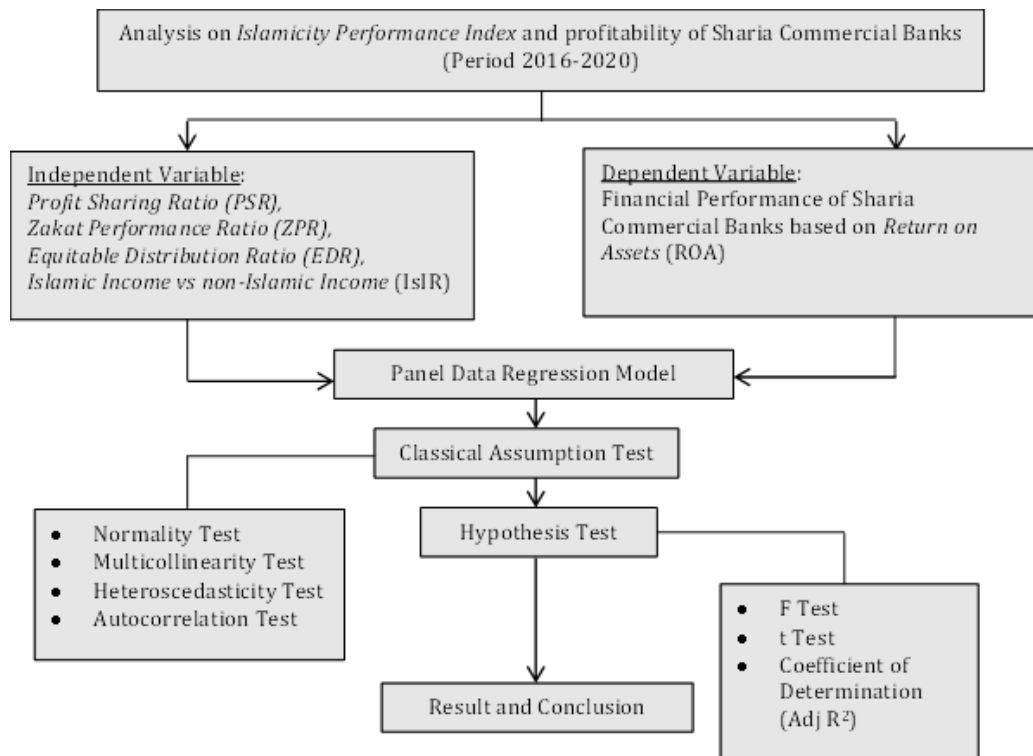 Analysis on Islamicity Performance Index and profitability of Sharia Commercial Banks
(Period 2016-2020)
Independent Variable:
Profit Sharing Ratio (PSR),
Zakat Performance Ratio (ZPR),
Equitable Distribution Ratio (EDR),
Islamic Income vs non-Islamic Income (IsIR)
Dependent Variable:
Financial Performance of Sharia
Commercial Banks based on Return on
Assets (ROA)
Panel Data Regression Model
Classical Assumption Test
● Normality Test
● Multicollinearity Test
● Heteroscedasticity Test
● Autocorrelation Test
Hypothesis Test
● F Test
● t Test
● Coefficient of
Determination
(Adj R²)
Result and Conclusion